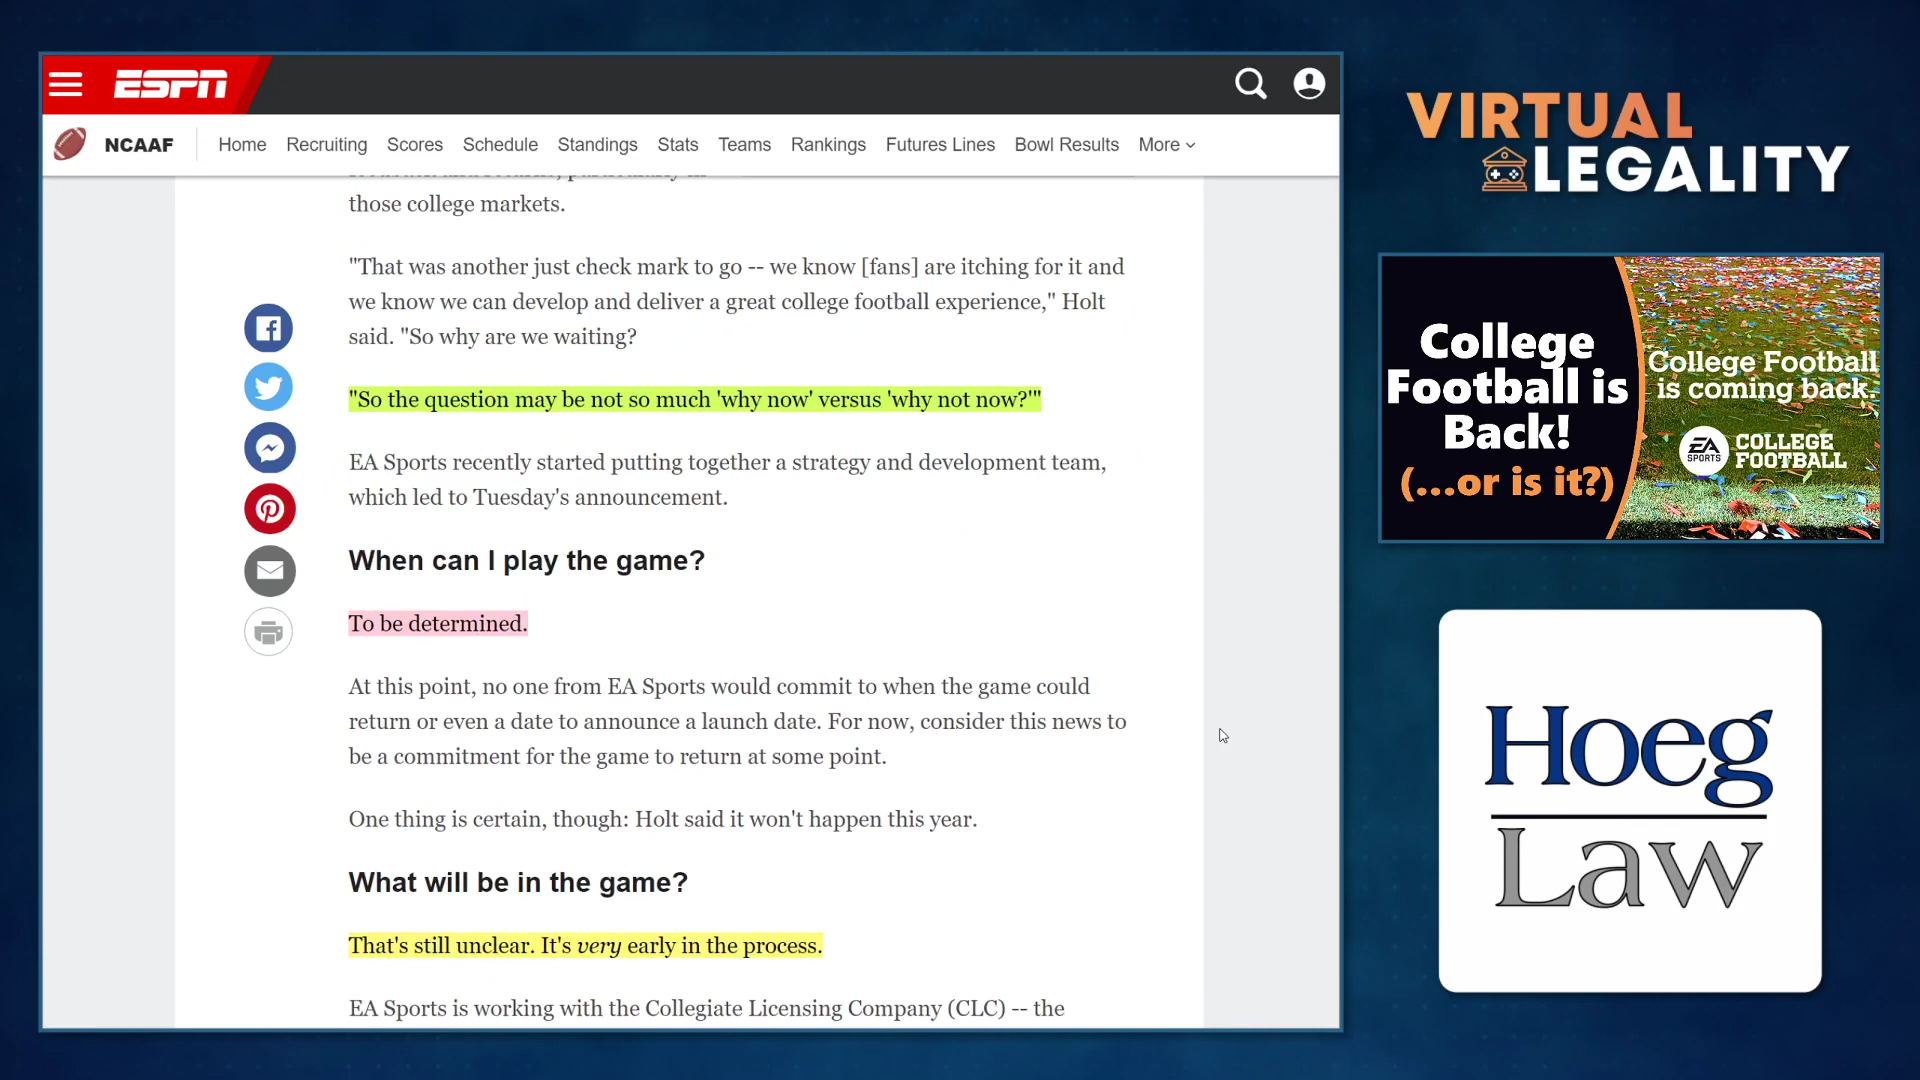 ESPN
NCAAF
Home Recruiting Scores Schedule Standings Stats Teams Rankings Futures Lines Bowl Results More
those college markets.
"That was another just check mark to go -- we know [fans] are itching for it and
we know we can develop and deliver a great college football experience," Holt
said. "So why are we waiting?
"So the question may be not so much 'why now' versus 'why not now?'"
EA Sports recently started putting together a strategy and development team,
which led to Tuesday's announcement.
When can I play the game?
To be determined.
At this point, no one from EA Sports would commit to when the game could
return or even a date to announce a launch date. For now, consider this news to
be a commitment for the game to return at some point.
One thing is certain, though: Holt said it won't happen this year.
What will be in the game?
That's still unclear. It's very early in the process.
EA Sports is working with the Collegiate Licensing Company (CLC) -- the
VIRTUAL
LEGALITY
College
Football is
Back!
(...or is it?)
College Football
is coming back.
EA
SPORTS
COLLEGE
FOOTBALL
Hoeg
Law